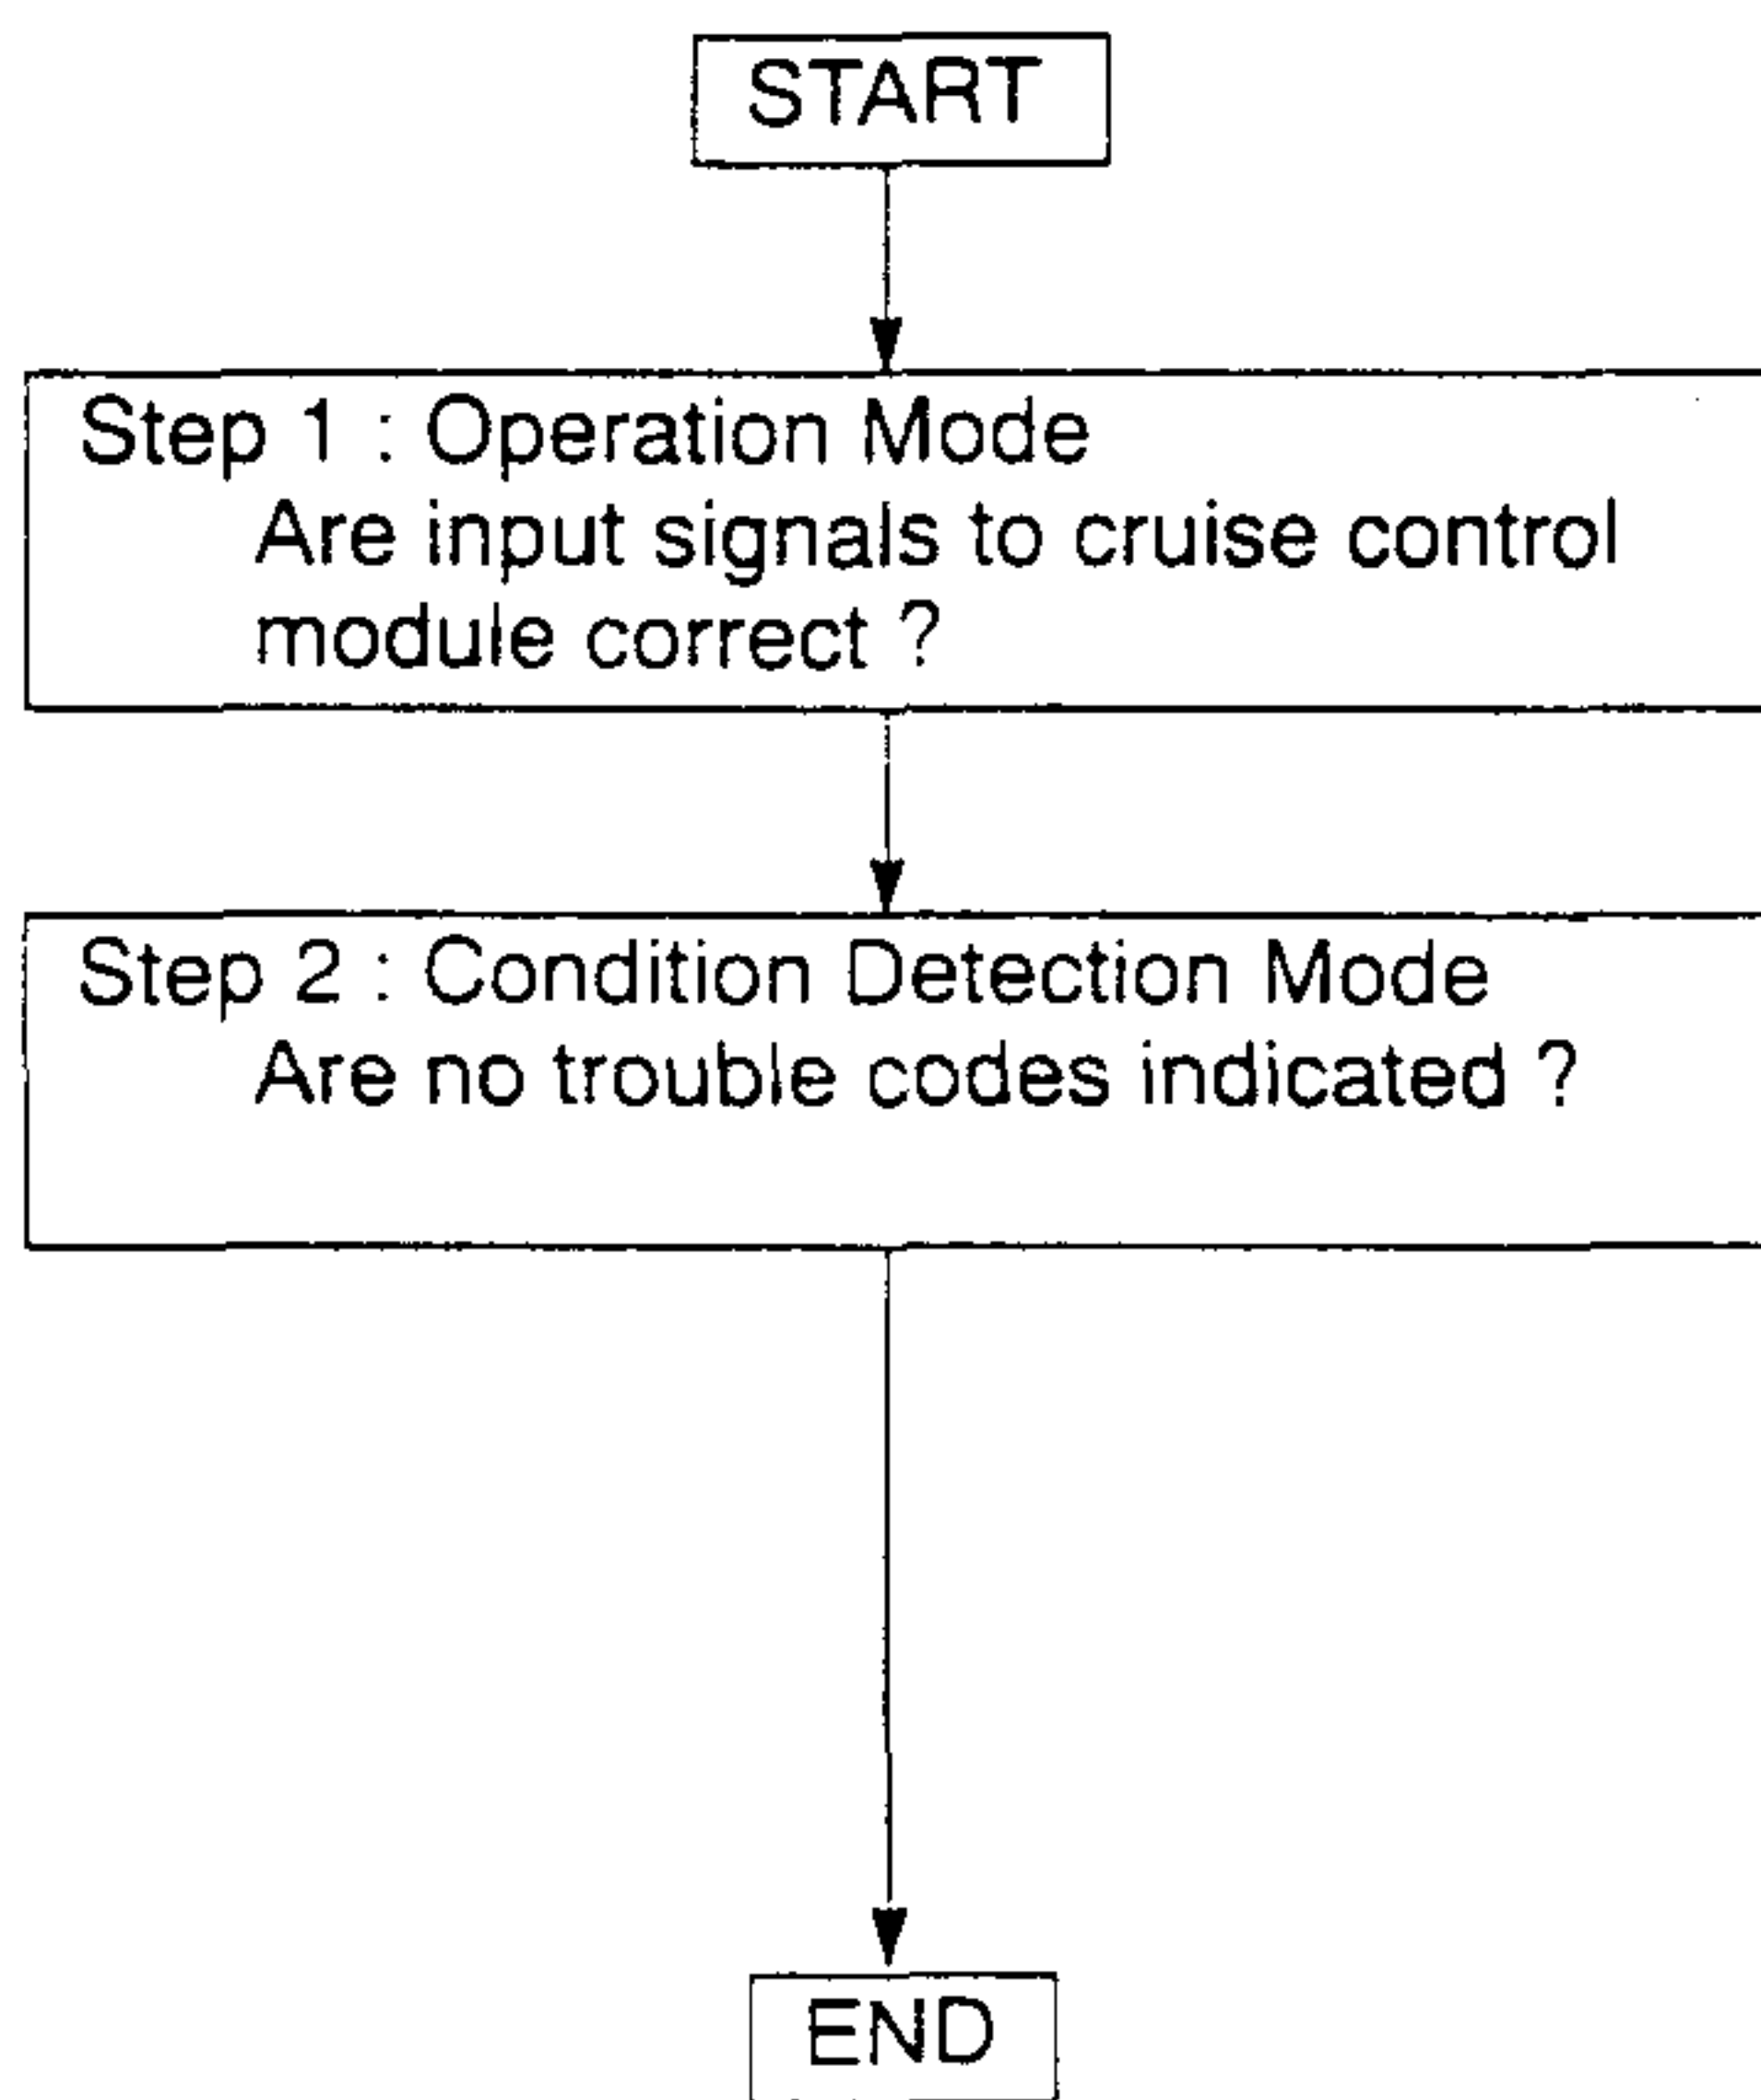 START
Step 1 : Operation Mode
Are input signals to cruise control
module correct ?
Step 2 : Condition Detection Mode
Are no trouble codes indicated ?
END